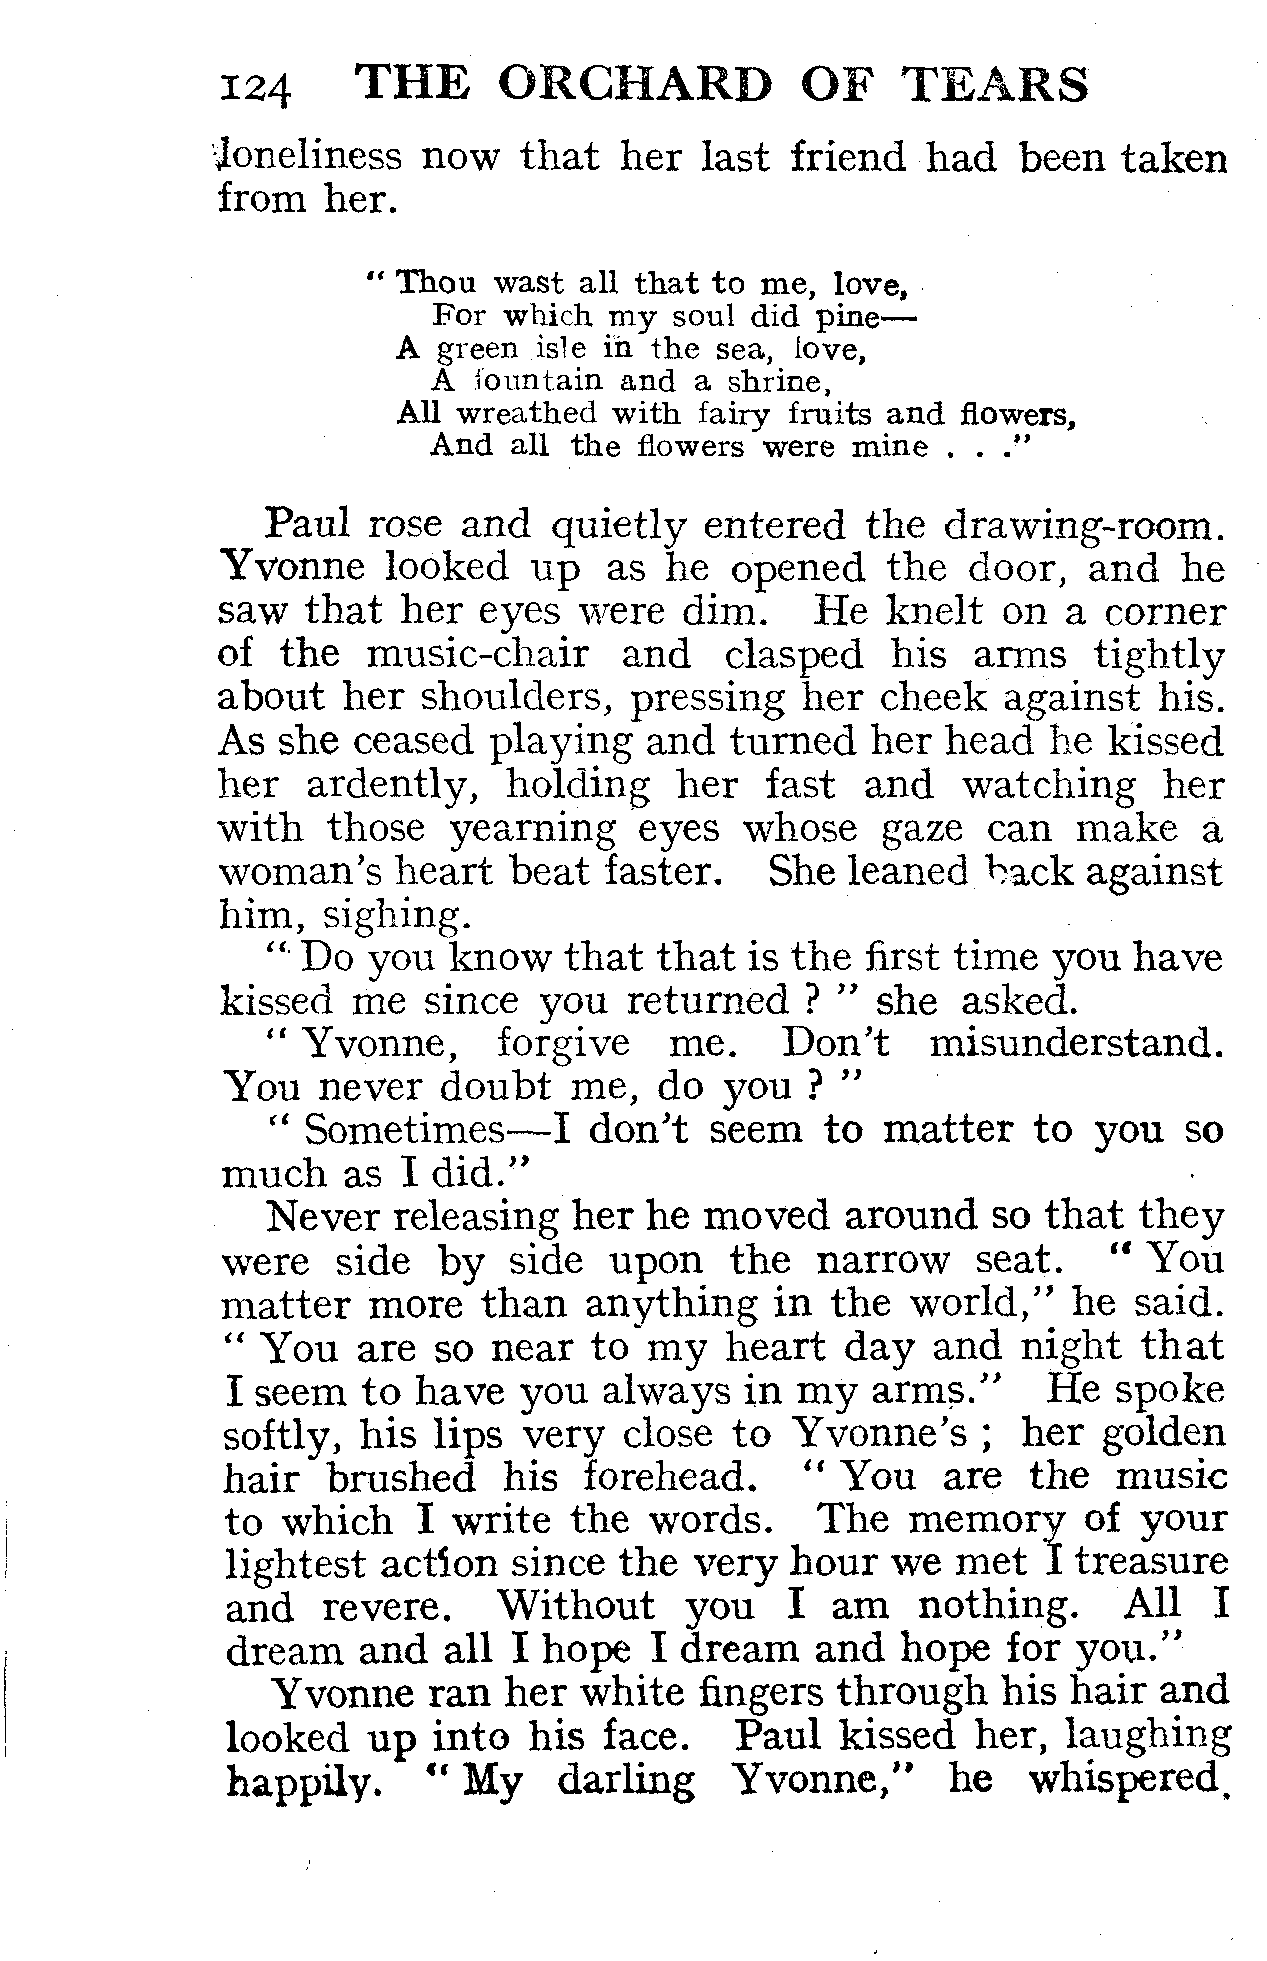 124 THE ORCHARD OF TEARS
loneliness now that her last friend had been taken
from her.
“ Thou wast all that to me, love,
For which my soul did pine—
A green isle in the sea, love,
A fountain and a shrine,
All wreathed with fairy fruits and flowers,
And all the flowers were mine . . .”
Paul rose and quietly entered the drawing-room.
Yvonne looked up as he opened the door, and he
saw that her eyes were dim. He knelt on a corner
of the music-chair and clasped his arms tightly
about her shoulders, pressing her cheek against his.
As she ceased playing and turned her head he kissed
her ardently, holding her fast and watching her
with those yearning eyes whose gaze can make a
woman's heart beat faster. She leaned back against
him, sighing.
“ Do you know that that is the first time you have
kissed me since you returned ? ” she asked.
“ Yvonne, forgive me. Don't misunderstand.
You never doubt me, do you ? ”
“ Sometimes—I don't seem to matter to you so
much as I did.”
Never releasing her he moved around so that they
were side by side upon the narrow seat. “ You
matter more than anything in the world,” he said.
“ You are so near to my heart day and night that
I seem to have you always in my arms.” He spoke
softly, his lips very close to Yvonne's ; her golden
hair brushed his forehead. “ You are the music
to which I write the words. The memory of your
lightest action since the very hour we met I treasure
and revere. Without you I am nothing. All I
dream and all I hope I dream and hope for you.”
Yvonne ran her white fingers through his hair and
looked up into his face. Paul kissed her, laughing
happily. “ My darling Yvonne,” he whispered.